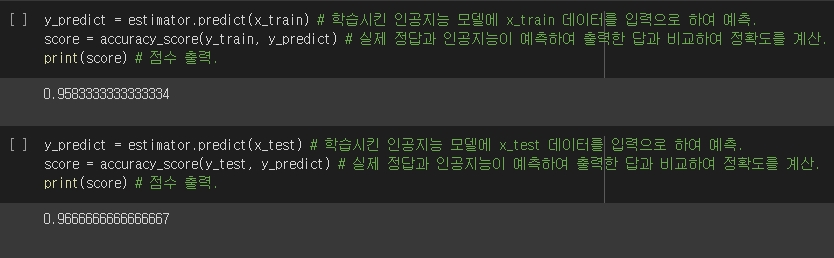 [ ] y_predict = estimator.predict(x_train) # 학습시킨 인공지능 모델에 x_train 데이터를 입력으로 하여 예측.
score = accuracy_score(y_train, y_predict) # 실제 정답과 인공지능이 예측하여 출력한 답과 비교하여 정확도를 계산.
print(score) # 점수 출력.
0.9583333333333334
[ ] y_predict = estimator.predict(x_test) # 학습시킨 인공지능 모델에 x_test 데이터를 입력으로 하여 예측.
score = accuracy_score(y_test, y_predict) # 실제 정답과 인공지능이 예측하여 출력한 답과 비교하여 정확도를 계산.
print(score) # 점수 출력.
0.9666666666666667